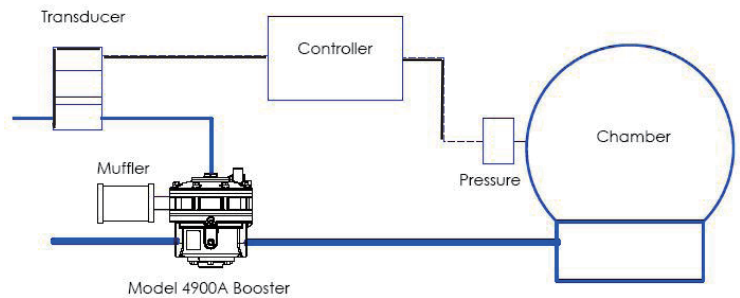 Transducer
Controller
Chamber
Muffler
Pressure
Model 4900A Booster